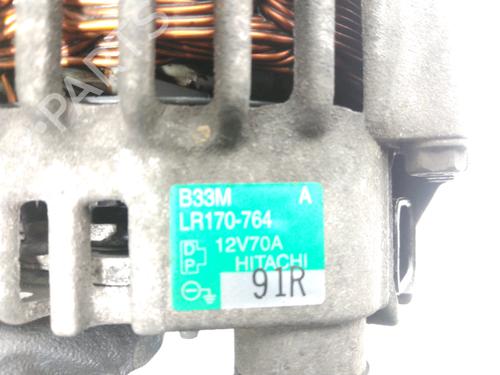 B33M A
LR170-764
D 12V70A
P HITACHI
91R